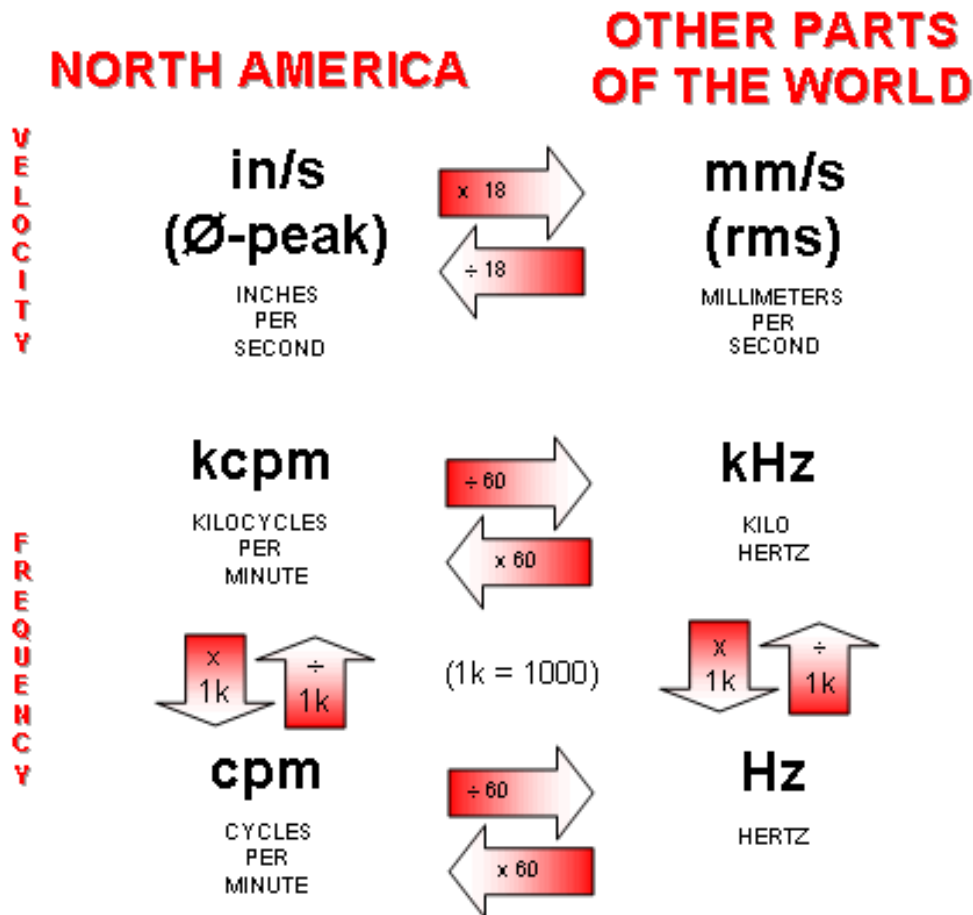 NORTH AMERICA
OTHER PARTS
OF THE WORLD
VELOCITY
in/s
(Ø-peak)
INCHES
PER
SECOND
x 18
÷ 18
mm/s
(rms)
MILLIMETERS
PER
SECOND
FREQUENCY
kcpm
KILOCYCLES
PER
MINUTE
÷ 60
x 60
kHz
KILO
HERTZ
x
1k
÷
1k
(1k = 1000)
x
1k
÷
1k
cpm
CYCLES
PER
MINUTE
÷ 60
x 60
Hz
HERTZ